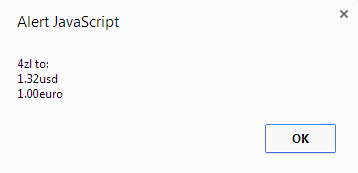 Alert JavaScript
4zl to:
1.32usd
1.00euro
OK